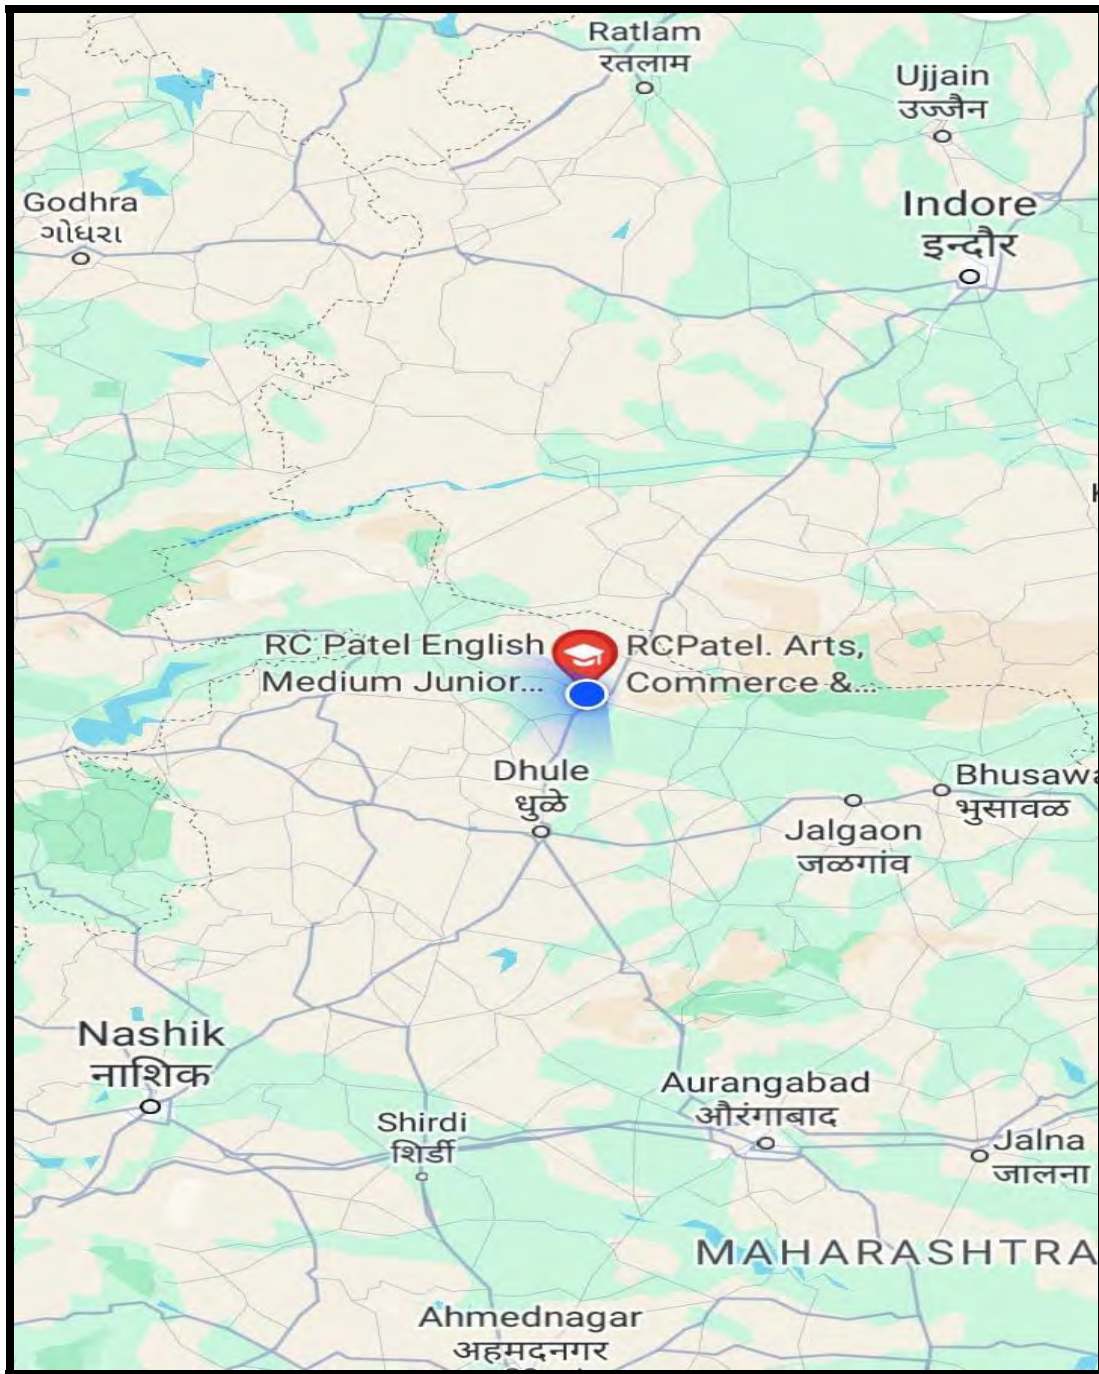 Ratlam
रतलाम
Ujjain
उज्जैन
Godhra
ગોધરા
Indore
इन्दौर
RC Patel English
Medium Junior...
RCPatel. Arts,
Commerce &...
Dhule
धुळे
Bhusawa
भुसावळ
Jalgaon
जळगांव
Nashik
नाशिक
Aurangabad
औरंगाबाद
Shirdi
शिर्डी
Jalna
जालना
MAHARASHTRA
Ahmednagar
अहमदनगर